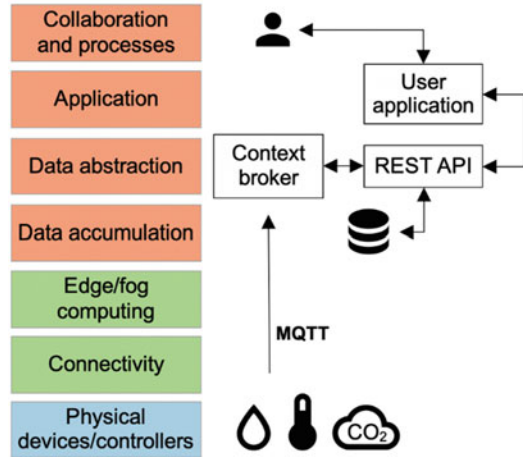 Collaboration
and processes
Application
Data abstraction
Data accumulation
Edge/fog
computing
Connectivity
Physical
devices/controllers
User
application
Context
broker
REST API
MQTT
CO₂